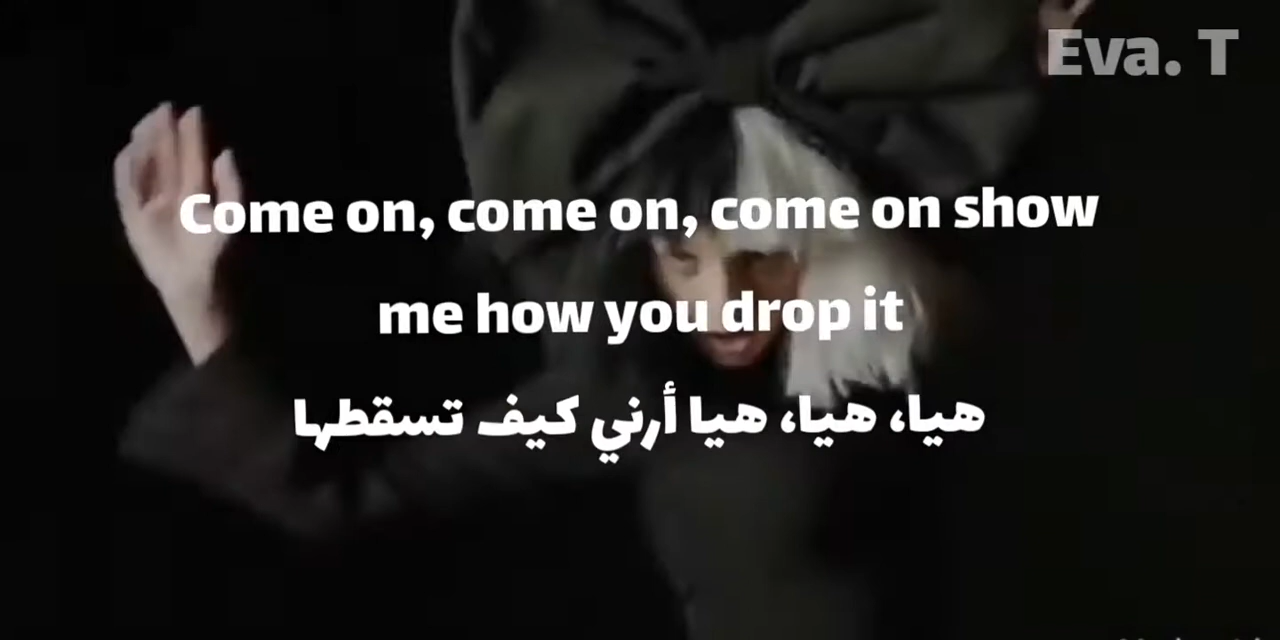 Eva. T
Come on, come on, come on show
me how you drop it
هيا، هيا، هيا أرني كيف تسقطها